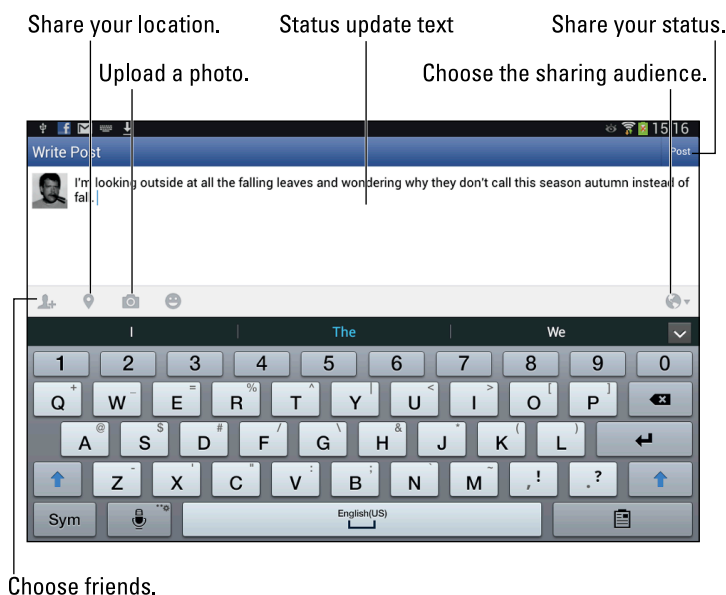 Share your location.
Status update text
Share your status.
Upload a photo.
Choose the sharing audience.
15:16
Write Post
Post
I'm looking outside at all the falling leaves and wondering why they don't call this season autumn instead of
fall.
I
The
We
1 2 3 4 5 6 7 8 9 0
+ _ = % ^ | < > [ ]
Q W E R T Y U I O P
@ $ # / \ & * ( )
A S D F G H J K L
- ' " : ; ` ~
Z X C V B N M , ! . ?
Sym
English(US)
Choose friends.